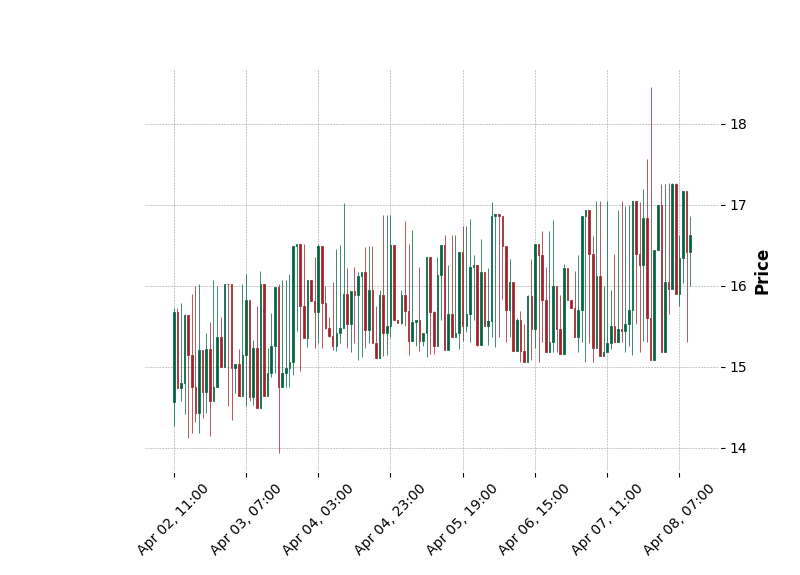 18
17
16
15
14
Price
Apr 02, 11:00
Apr 03, 07:00
Apr 04, 03:00
Apr 04, 23:00
Apr 05, 19:00
Apr 06, 15:00
Apr 07, 11:00
Apr 08, 07:00